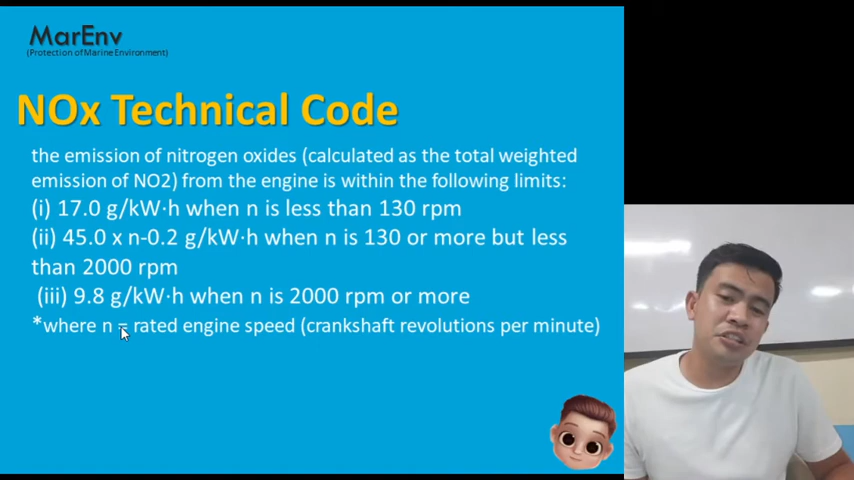 MarEnv
(Protection of Marine Environment)
NOx Technical Code
the emission of nitrogen oxides (calculated as the total weighted
emission of NO2) from the engine is within the following limits:
(i) 17.0 g/kW·h when n is less than 130 rpm
(ii) 45.0 x n-0.2 g/kW·h when n is 130 or more but less
than 2000 rpm
(iii) 9.8 g/kW·h when n is 2000 rpm or more
*where n = rated engine speed (crankshaft revolutions per minute)